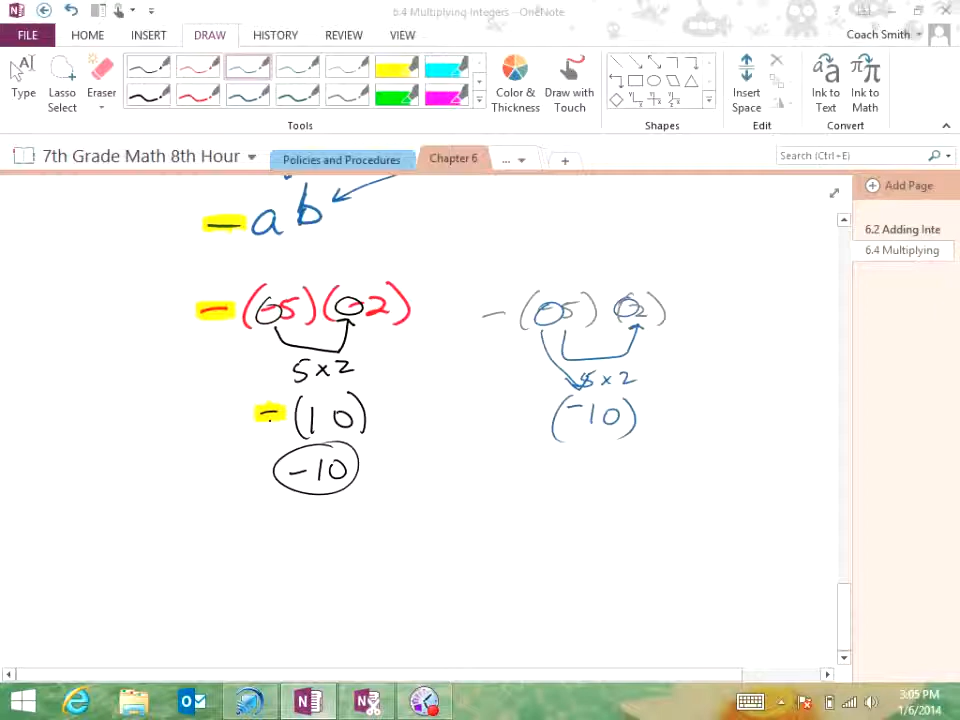 6.4 Multiplying Integers - OneNote
FILE HOME INSERT DRAW HISTORY REVIEW VIEW Coach Smith
Type Lasso Select Eraser Color & Thickness Draw with Touch Insert Space Ink to Text Ink to Math
Tools Shapes Edit Convert
7th Grade Math 8th Hour Policies and Procedures Chapter 6 ... + Search (Ctrl+E)
Add Page
6.2 Adding Inte
6.4 Multiplying
- a b
- (-5)(-2)
5 x 2
- (10)
-10
- (-5) (2)
5 x 2
(-10)
3:05 PM
1/6/2014